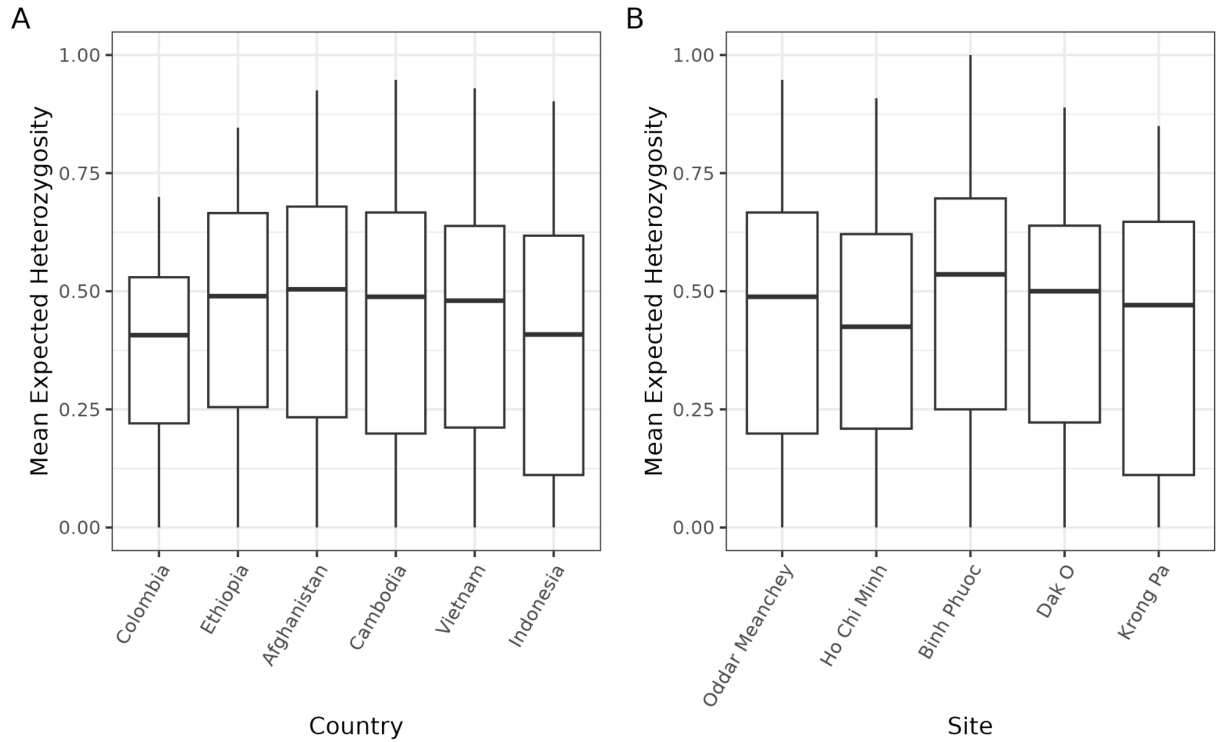 A
Mean Expected Heterozygosity
1.00
0.75
0.50
0.25
0.00
Colombia
Ethiopia
Afghanistan
Cambodia
Vietnam
Indonesia
Country
B
Mean Expected Heterozygosity
1.00
0.75
0.50
0.25
0.00
Oddar Meanchey
Ho Chi Minh
Binh Phuoc
Dak O
Krong Pa
Site